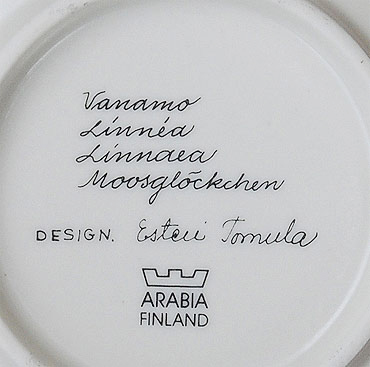 Vanamo
Linnéa
Linnaea
Moosglöckchen
DESIGN. Esteri Tomula
ARABIA
FINLAND